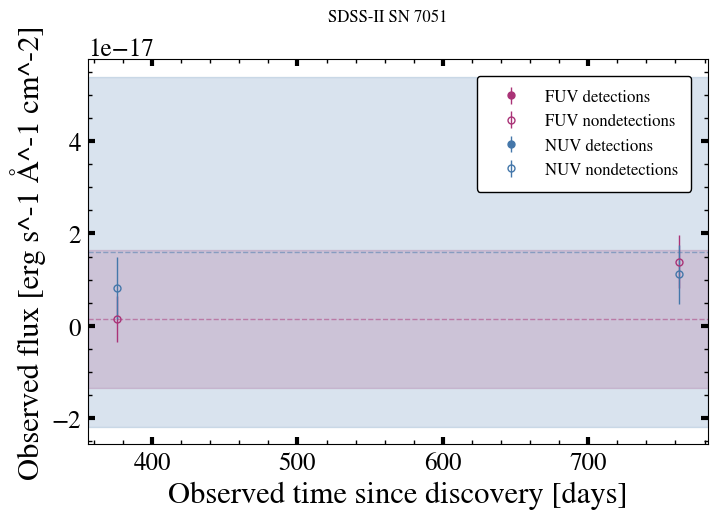 SDSS-II SN 7051
1e−17
Observed flux [erg s^-1 Å^-1 cm^-2]
4
2
0
−2
FUV detections
FUV nondetections
NUV detections
NUV nondetections
400 500 600 700
Observed time since discovery [days]